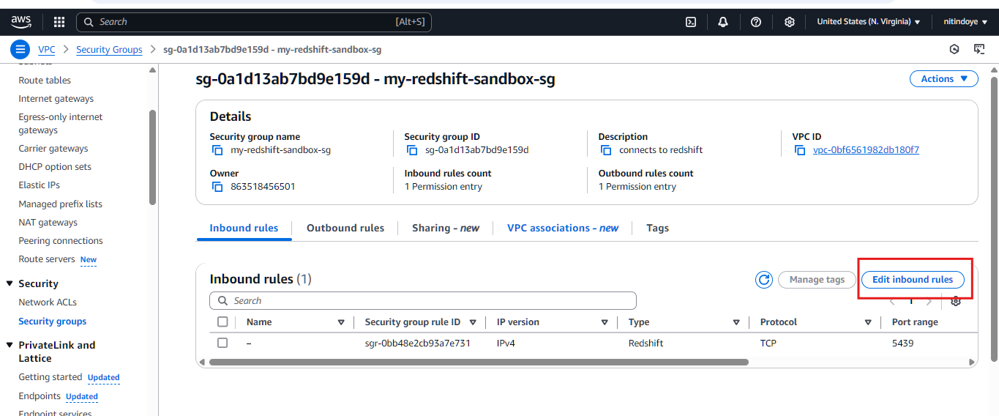 aws
Search [Alt+S]
United States (N. Virginia) nitindoye
VPC Security Groups sg-0a1d13ab7bd9e159d - my-redshift-sandbox-sg
Route tables
Internet gateways
Egress-only internet
gateways
Carrier gateways
DHCP option sets
Elastic IPs
Managed prefix lists
NAT gateways
Peering connections
Route servers New
Security
Network ACLs
Security groups
PrivateLink and
Lattice
Getting started Updated
Endpoints Updated
Endpoint services
sg-0a1d13ab7bd9e159d - my-redshift-sandbox-sg
Actions
Details
Security group name
my-redshift-sandbox-sg
Security group ID
sg-0a1d13ab7bd9e159d
Description
connects to redshift
VPC ID
vpc-0bf6561982db180f7
Owner
863518456501
Inbound rules count
1 Permission entry
Outbound rules count
1 Permission entry
Inbound rules Outbound rules Sharing - new VPC associations - new Tags
Inbound rules (1)
Manage tags Edit inbound rules
Search
1
Name Security group rule ID IP version Type Protocol Port range
– sgr-0bb48e2cb93a7e731 IPv4 Redshift TCP 5439